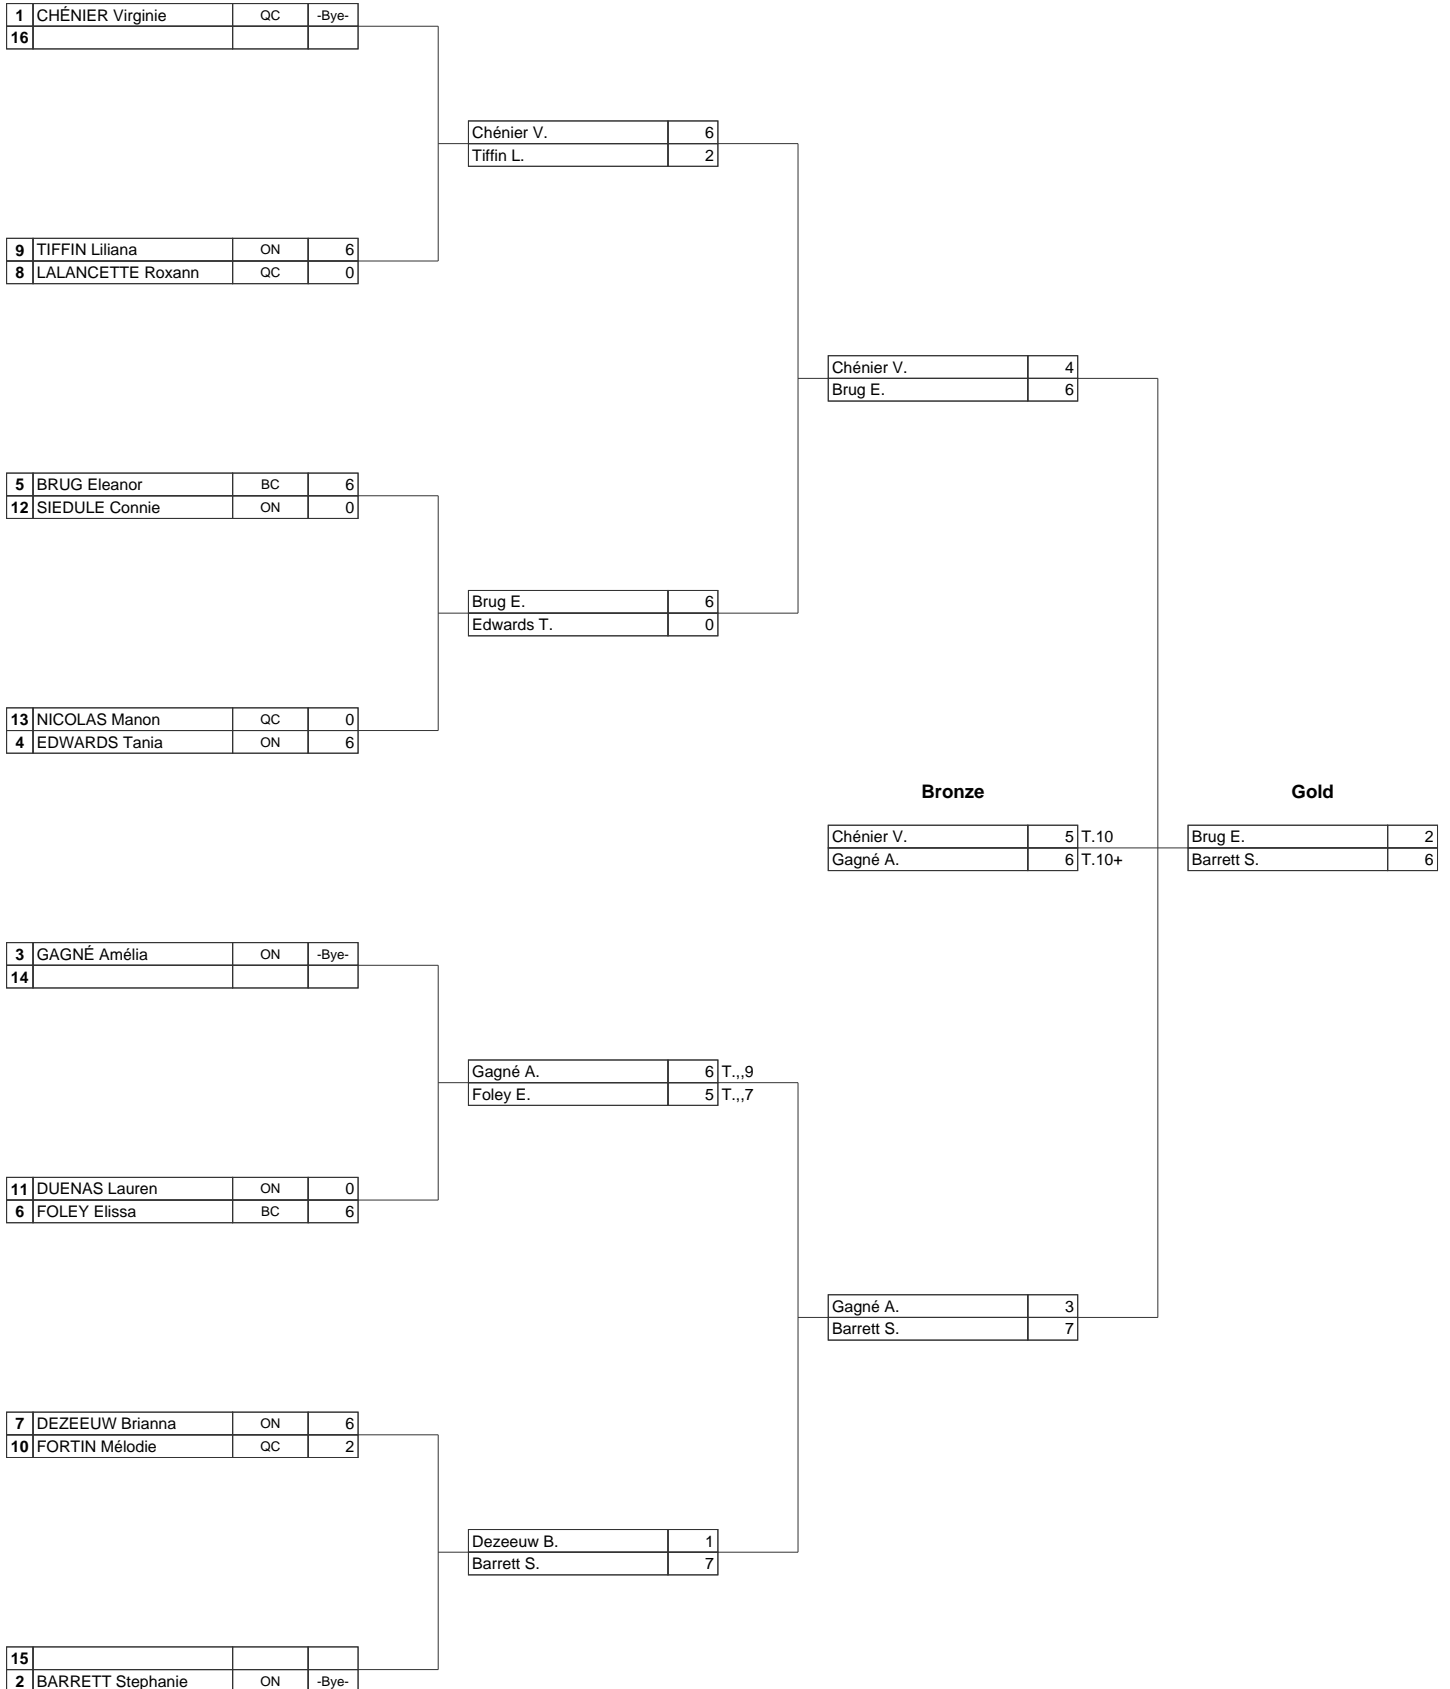 1 CHÉNIER Virginie QC -Bye-
16
Chénier V. 6
Tiffin L. 2
9 TIFFIN Liliana ON 6
8 LALANCETTE Roxann QC 0
Chénier V. 4
Brug E. 6
5 BRUG Eleanor BC 6
12 SIEDULE Connie ON 0
Brug E. 6
Edwards T. 0
13 NICOLAS Manon QC 0
4 EDWARDS Tania ON 6
Bronze Gold
Chénier V. 5 T.10 Brug E. 2
Gagné A. 6 T.10+ Barrett S. 6
3 GAGNÉ Amélia ON -Bye-
14
Gagné A. 6 T.,,9
Foley E. 5 T.,,7
11 DUENAS Lauren ON 0
6 FOLEY Elissa BC 6
Gagné A. 3
Barrett S. 7
7 DEZEEUW Brianna ON 6
10 FORTIN Mélodie QC 2
Dezeeuw B. 1
Barrett S. 7
15
2 BARRETT Stephanie ON -Bye-